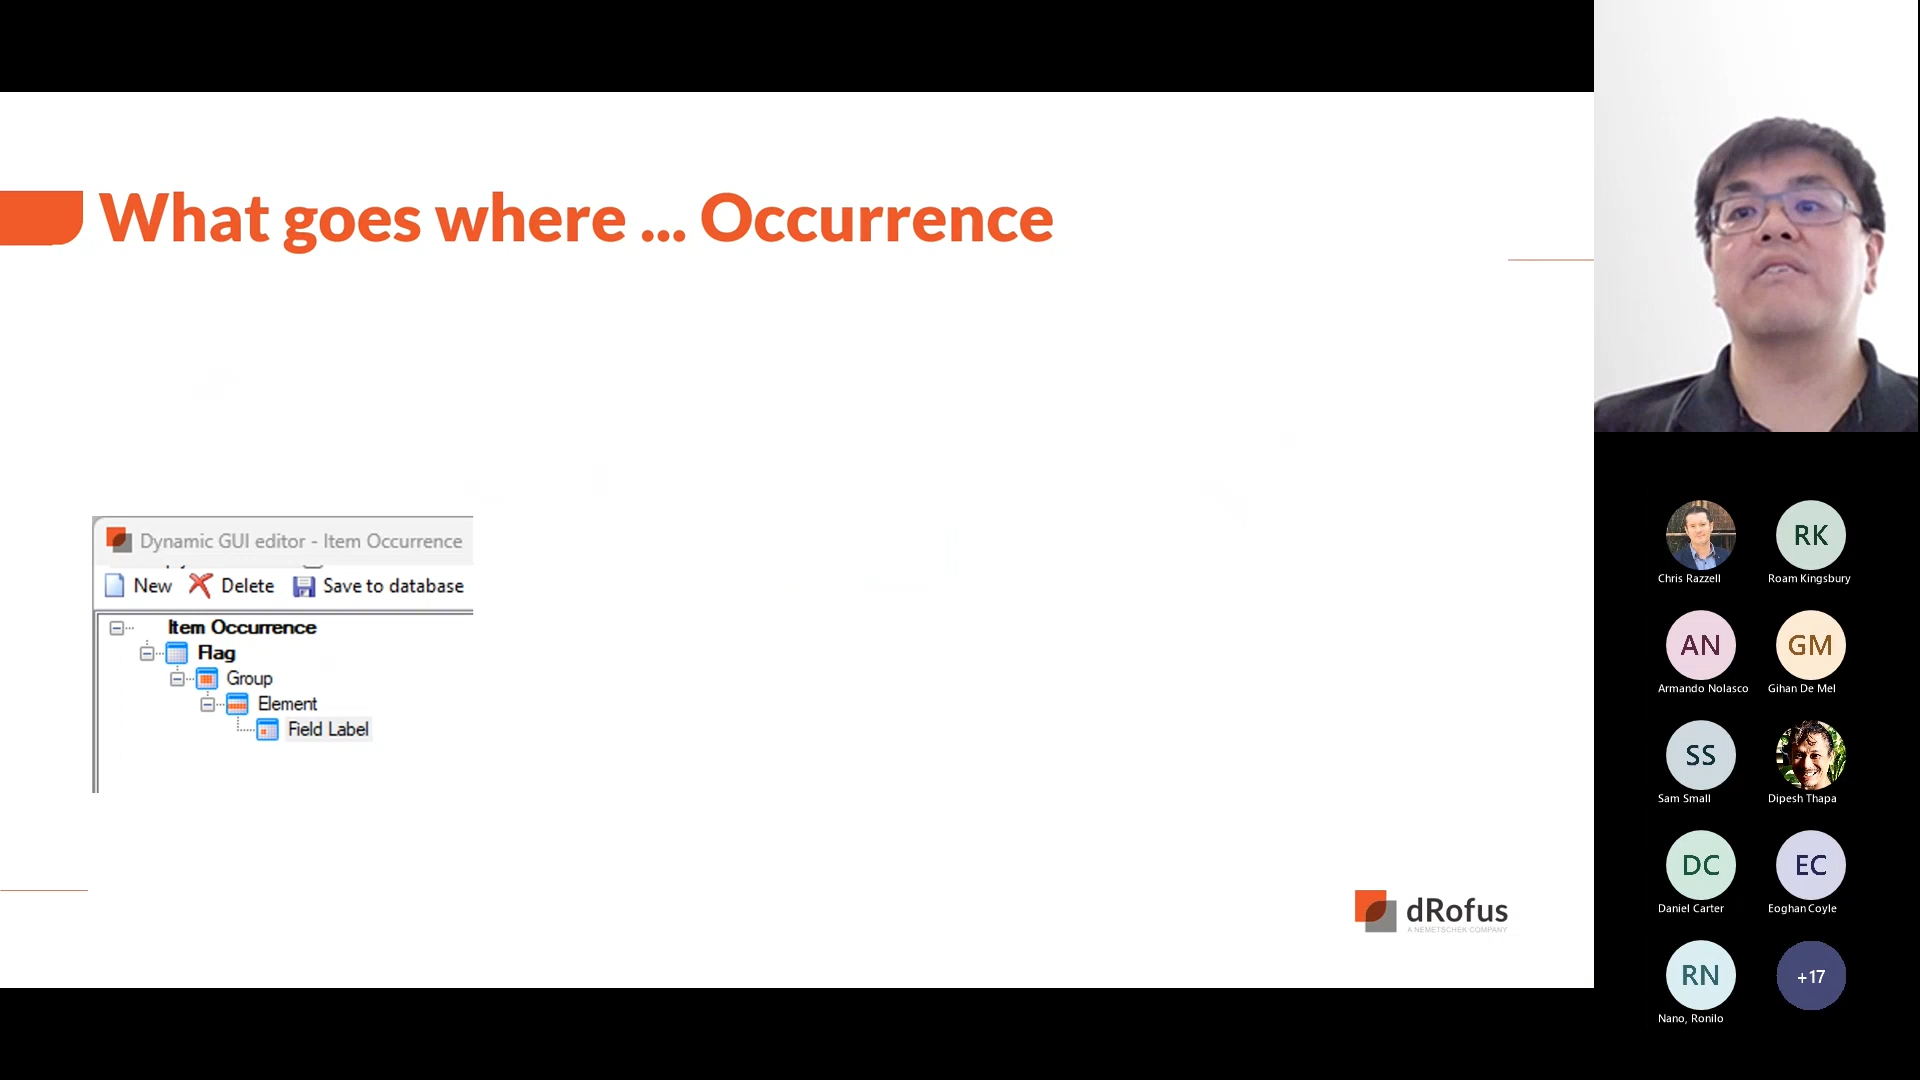 What goes where ... Occurrence
Dynamic GUI editor - Item Occurrence
New Delete Save to database
Item Occurrence
Flag
Group
Element
Field Label
dRofus
A NEMETSCHEK COMPANY
Chris Razzell
RK
Roam Kingsbury
AN
Armando Nolasco
GM
Gihan De Mel
SS
Sam Small
Dipesh Thapa
DC
Daniel Carter
EC
Eoghan Coyle
RN
Nano, Ronilo
+17